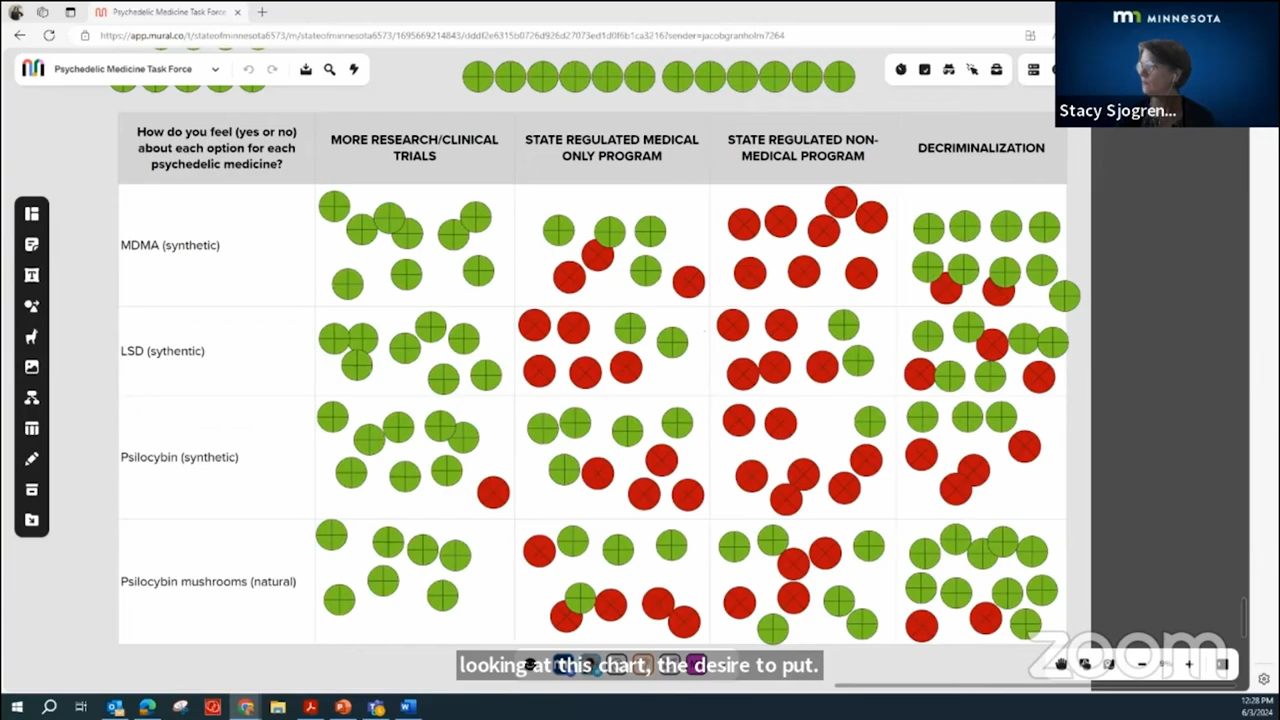 Psychedelic Medicine Task Force
https://app.mural.co/t/stateofminnesota6573/m/stateofminnesota6573/1695669214843/dddf2e6315b0726d926d27073ed1d0f6b1ca3216?sender=jacobgranholm7264
MINNESOTA
Stacy Sjogren...
Psychedelic Medicine Task Force
How do you feel (yes or no)
about each option for each
psychedelic medicine?
MORE RESEARCH/CLINICAL
TRIALS
STATE REGULATED MEDICAL
ONLY PROGRAM
STATE REGULATED NON-
MEDICAL PROGRAM
DECRIMINALIZATION
MDMA (synthetic)
LSD (sythentic)
Psilocybin (synthetic)
Psilocybin mushrooms (natural)
looking at this chart, the desire to put.
zoom
12:28 PM
6/3/2024